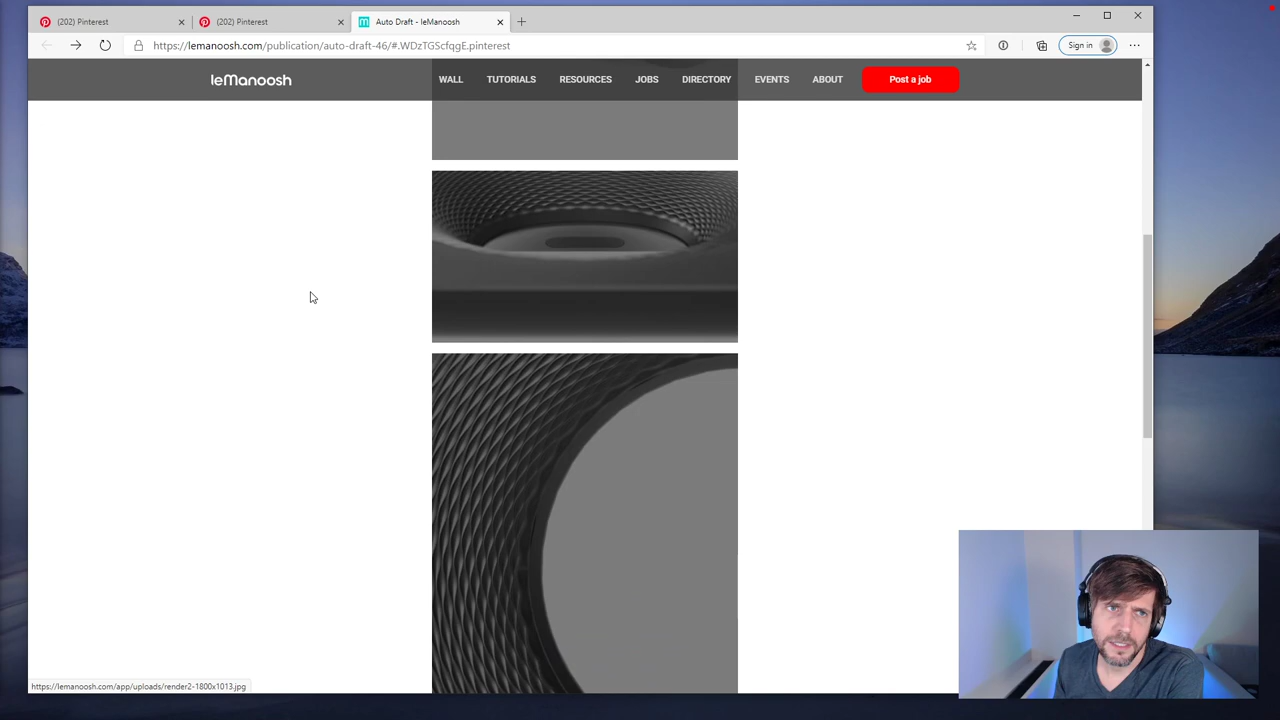 (202) Pinterest
(202) Pinterest
Auto Draft - leManoosh
https://lemanoosh.com/publication/auto-draft-46/#.WDzTGScfqgE.pinterest
Sign in
leManoosh
WALL
TUTORIALS
RESOURCES
JOBS
DIRECTORY
EVENTS
ABOUT
Post a job
https://lemanoosh.com/app/uploads/render2-1800x1013.jpg